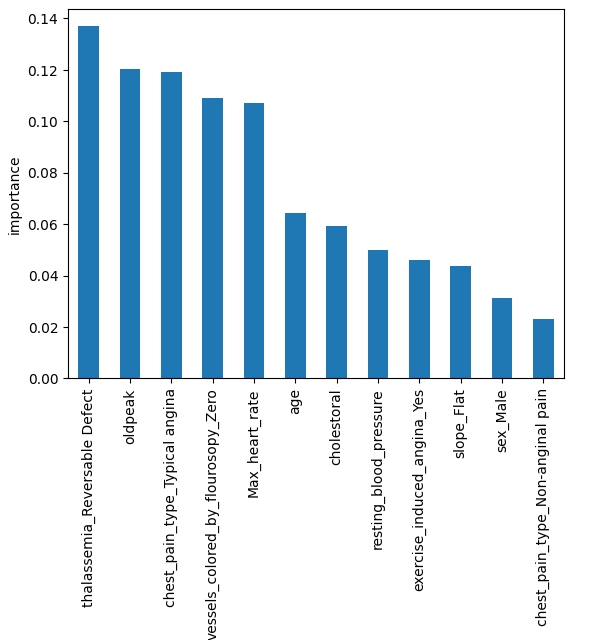 0.14
0.12
0.10
0.08
0.06
0.04
0.02
0.00
importance
thalassemia_Reversable Defect
oldpeak
chest_pain_type_Typical angina
vessels_colored_by_flourosopy_Zero
Max_heart_rate
age
cholestoral
resting_blood_pressure
exercise_induced_angina_Yes
slope_Flat
sex_Male
chest_pain_type_Non-anginal pain